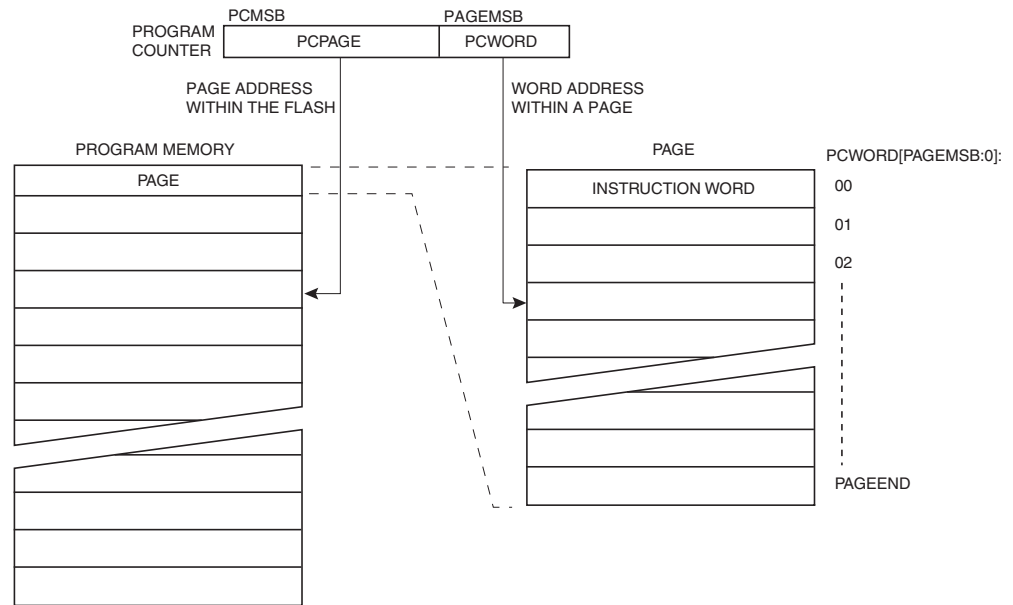 PCMSB
PAGEMSB
PROGRAM
COUNTER
PCPAGE
PCWORD
PAGE ADDRESS
WITHIN THE FLASH
WORD ADDRESS
WITHIN A PAGE
PROGRAM MEMORY
PAGE
PAGE
PCWORD[PAGEMSB:0]:
INSTRUCTION WORD
00
01
02
PAGEEND